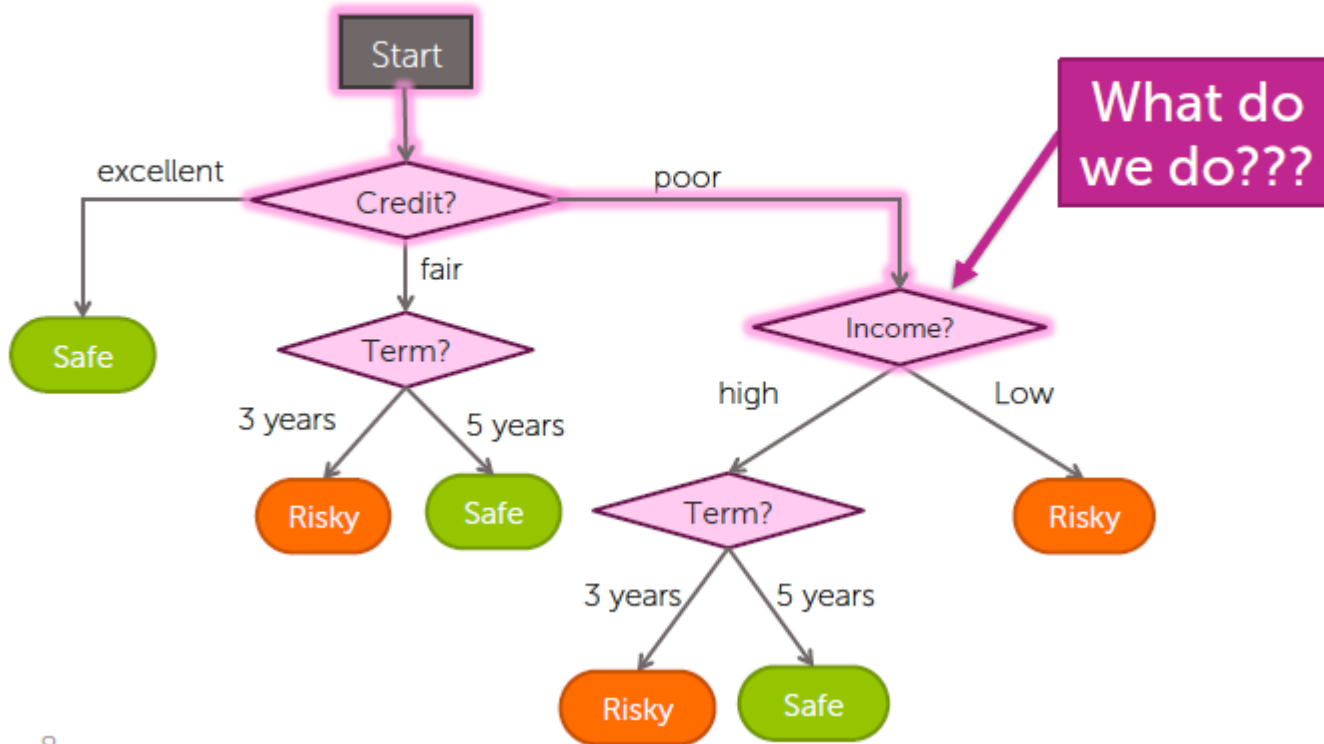 Start
What do
we do???
excellent
Credit?
poor
fair
Safe
Term?
Income?
3 years
5 years
high
Low
Risky
Safe
Term?
Risky
3 years
5 years
Risky
Safe